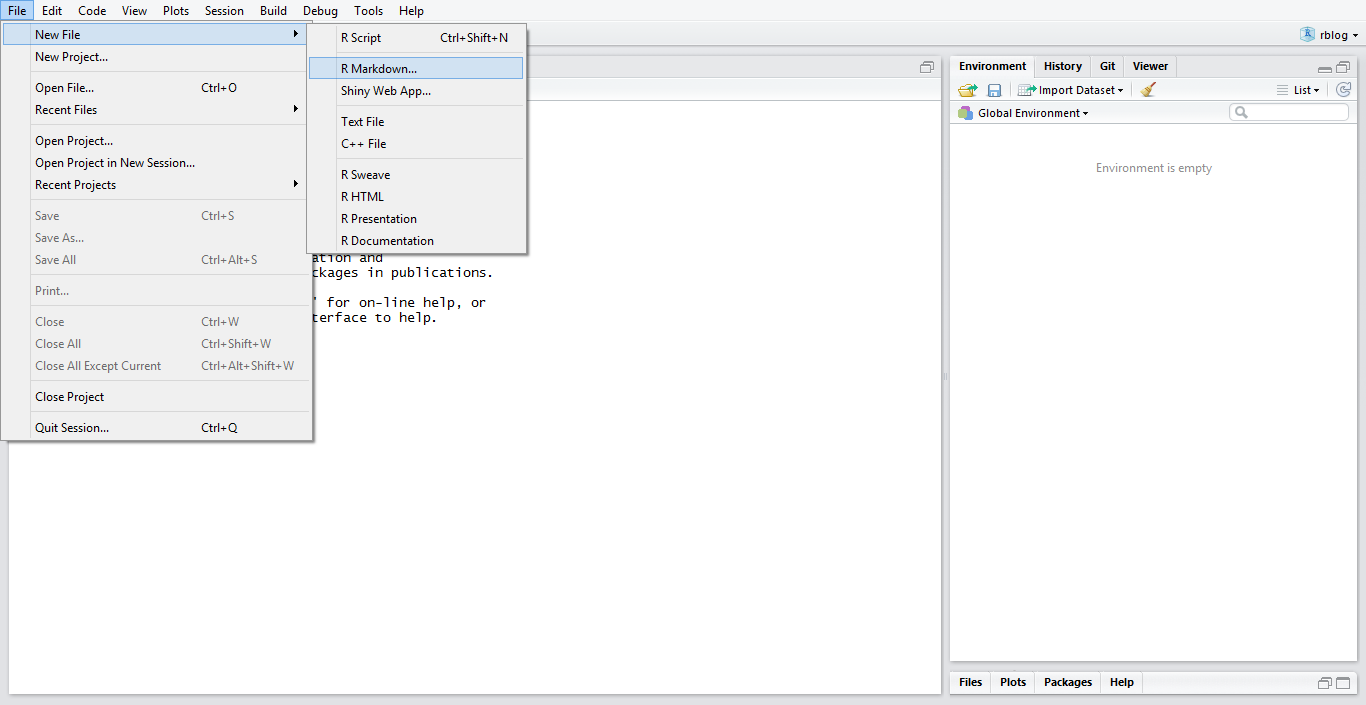 File Edit Code View Plots Session Build Debug Tools Help
rblog
New File
New Project...
Open File... Ctrl+O
Recent Files
Open Project...
Open Project in New Session...
Recent Projects
Save Ctrl+S
Save As...
Save All Ctrl+Alt+S
Print...
Close Ctrl+W
Close All Ctrl+Shift+W
Close All Except Current Ctrl+Alt+Shift+W
Close Project
Quit Session... Ctrl+Q
R Script Ctrl+Shift+N
R Markdown...
Shiny Web App...
Text File
C++ File
R Sweave
R HTML
R Presentation
R Documentation
ation and
ckages in publications.
' for on-line help, or
terface to help.
Environment History Git Viewer
Import Dataset List
Global Environment
Environment is empty
Files Plots Packages Help